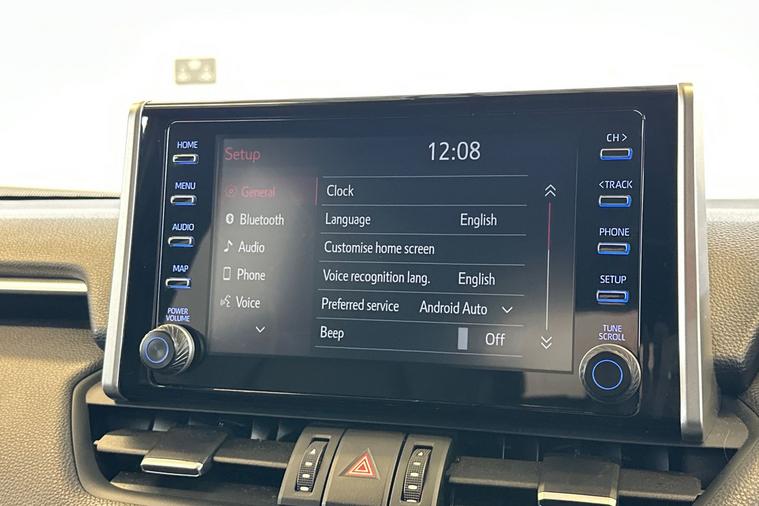 HOME
MENU
AUDIO
MAP
POWER
VOLUME
Setup
12:08
General
Bluetooth
Audio
Phone
Voice
Clock
Language English
Customise home screen
Voice recognition lang. English
Preferred service Android Auto
Beep Off
CH >
< TRACK
PHONE
SETUP
TUNE
SCROLL